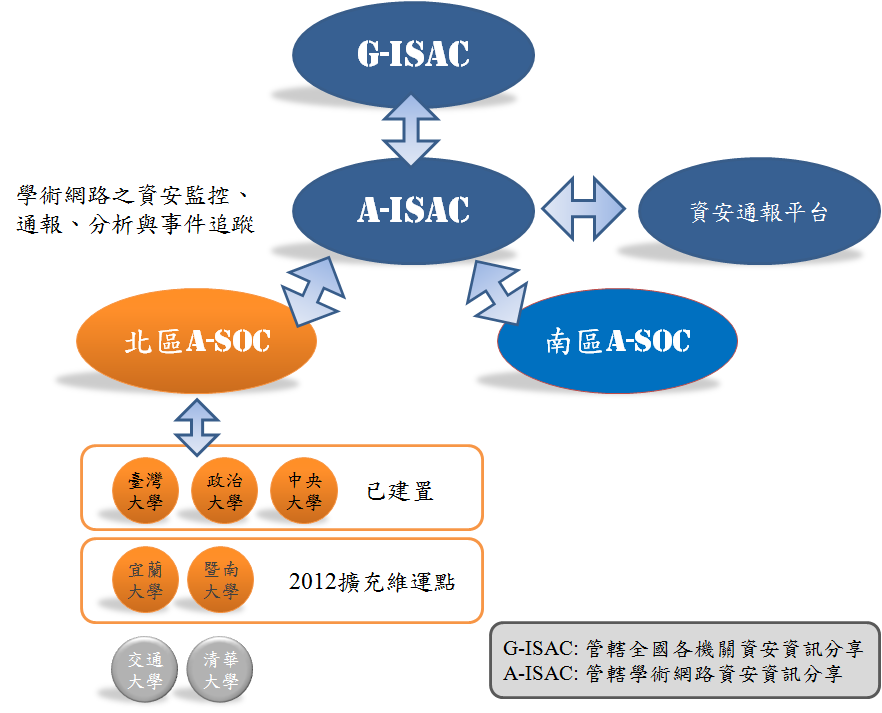 G-ISAC
學術網路之資安監控、
通報、分析與事件追蹤
A-ISAC
資安通報平台
北區A-SOC
南區A-SOC
臺灣
大學
政治
大學
中央
大學
已建置
宜蘭
大學
暨南
大學
2012擴充維運點
交通
大學
清華
大學
G-ISAC: 管轄全國各機關資安資訊分享
A-ISAC: 管轄學術網路資安資訊分享